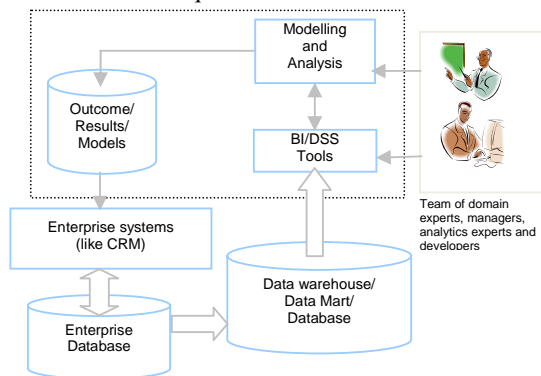 Modelling
and
Analysis
Outcome/
Results/
Models
BI/DSS
Tools
Team of domain
experts, managers,
analytics experts and
developers
Enterprise systems
(like CRM)
Data warehouse/
Data Mart/
Database
Enterprise
Database